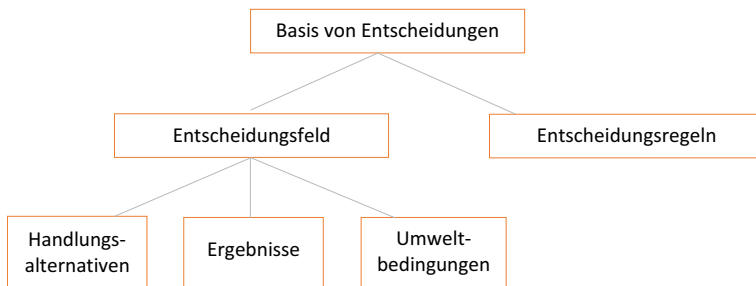 Basis von Entscheidungen
Entscheidungsfeld
Entscheidungsregeln
Handlungs-
alternativen
Ergebnisse
Umwelt-
bedingungen